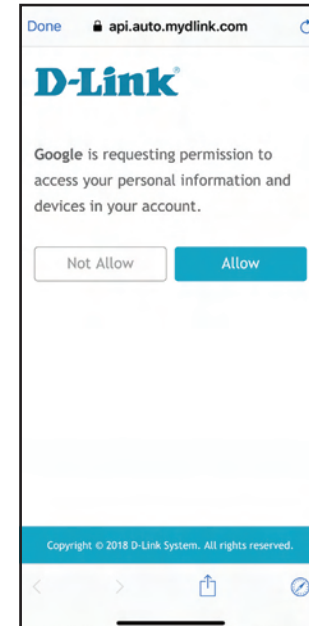 Done api.auto.mydlink.com
D-Link®
Google is requesting permission to
access your personal information and
devices in your account.
Not Allow Allow
Copyright © 2018 D-Link System. All rights reserved.